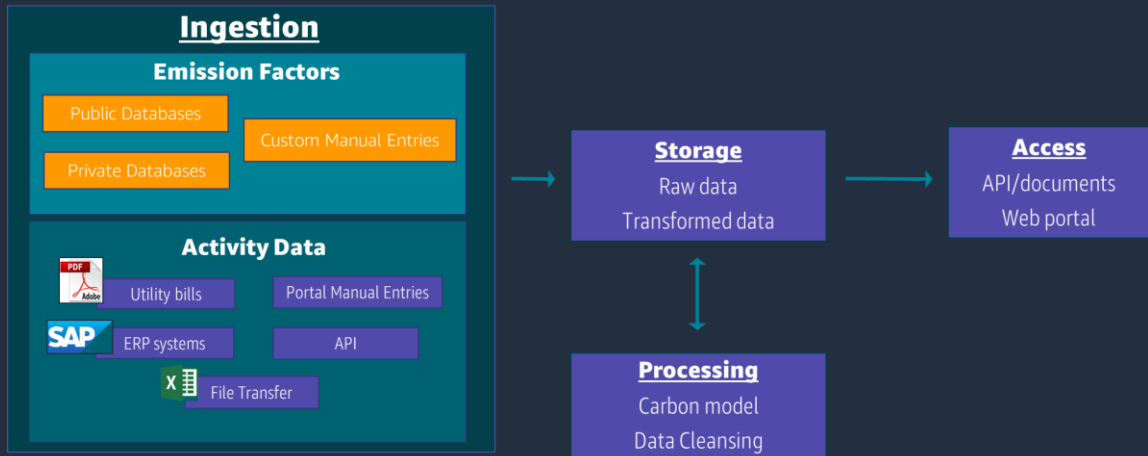 Ingestion
Emission Factors
Public Databases
Custom Manual Entries
Private Databases
Activity Data
PDF
Adobe
Utility bills
Portal Manual Entries
SAP
ERP systems
API
X
File Transfer
Storage
Raw data
Transformed data
Processing
Carbon model
Data Cleansing
Access
API/documents
Web portal